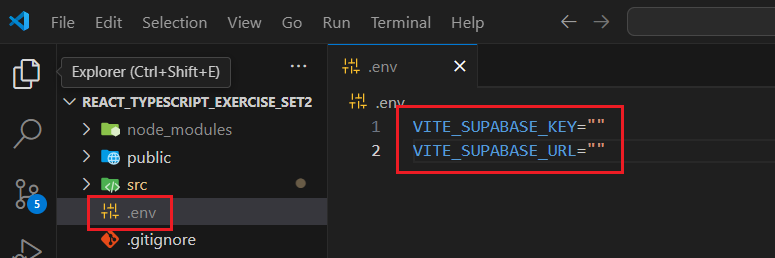 File Edit Selection View Go Run Terminal Help
Explorer (Ctrl+Shift+E)
.env
REACT_TYPESCRIPT_EXERCISE_SET2
node_modules
public
src
.env
.gitignore
5
.env
1 VITE_SUPABASE_KEY=""
2 VITE_SUPABASE_URL=""